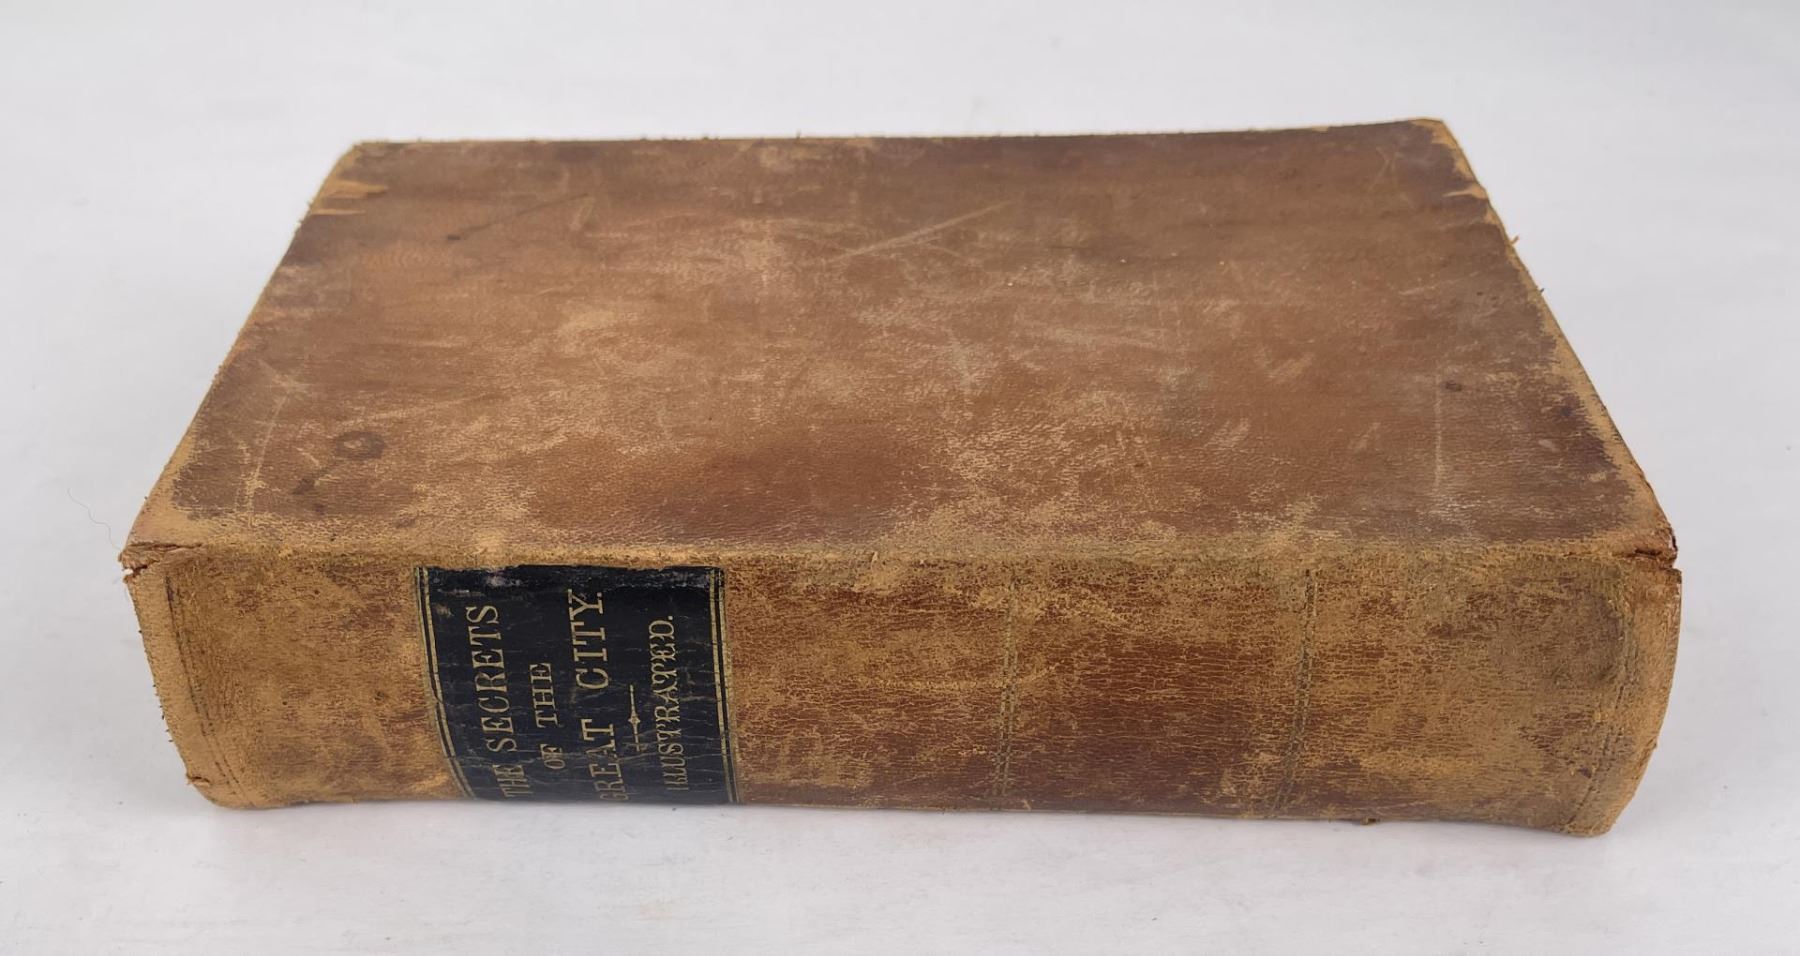 THE SECRETS
OF THE
GREAT CITY.
ILLUSTRATED.